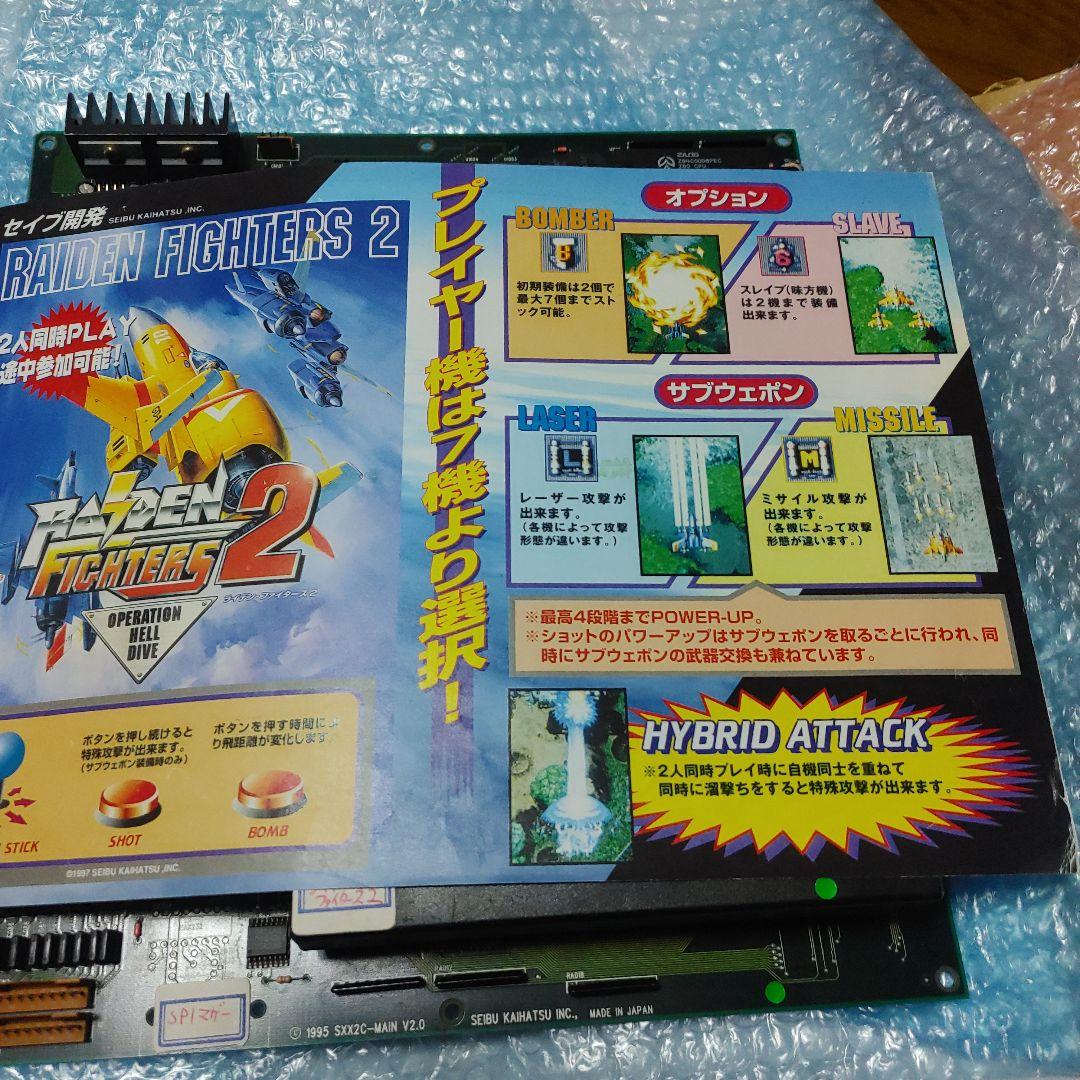 ZILOG
Z80 CPU
セイブ開発 SEIBU KAIHATSU ,INC.
RAIDEN FIGHTERS 2
2人同時PLAY
途中参加可能!
RAIDEN
FIGHTERS 2
ライデンファイターズ2
OPERATION
HELL
DIVE
ボタンを押し続けると
特殊攻撃が出来ます。
(サブウェポン装備時のみ)
ボタンを押す時間によ
り飛距離が変化します
STICK
SHOT
BOMB
©1997 SEIBU KAIHATSU ,INC.
プレイヤー機は7機より選択!
オプション
BOMBER
B
初期装備は2個で
最大7個までスト
ック可能。
SLAVE
スレイブ(味方機)
は2機まで装備
出来ます。
サブウェポン
LASER
L
レーザー攻撃が
出来ます。
(各機によって攻撃
形態が違います。)
MISSILE
M
ミサイル攻撃が
出来ます。
(各機によって攻撃
形態が違います。)
※最高4段階までPOWER-UP。
※ショットのパワーアップはサブウェポンを取るごとに行われ、同
時にサブウェポンの武器交換も兼ねています。
HYBRID ATTACK
※2人同時プレイ時に自機同士を重ねて
同時に溜撃ちをすると特殊攻撃が出来ます。
ファイター22
SPIマザー
© 1995 SXX2C-MAIN V2.0
SEIBU KAIHATSU INC., MADE IN JAPAN